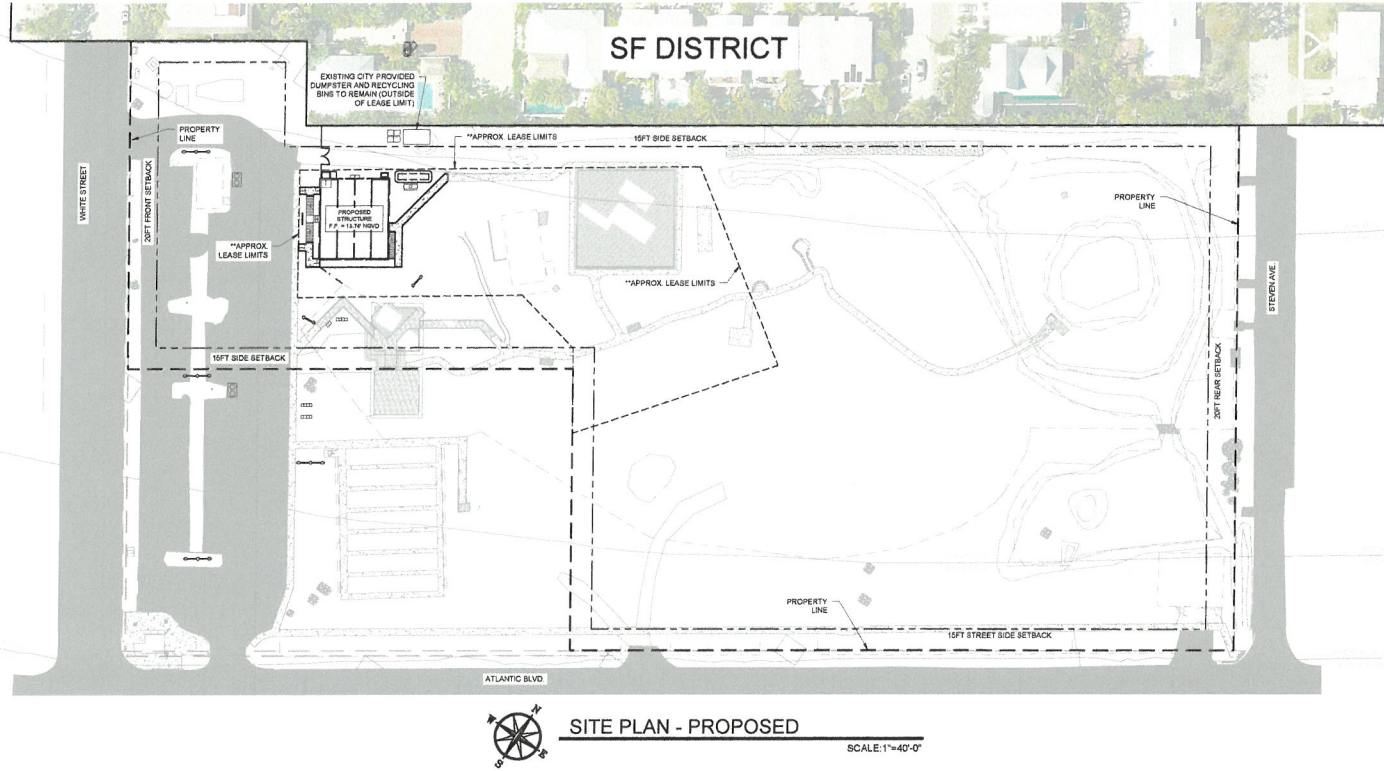 SF DISTRICT
EXISTING CITY PROVIDED
DUMPSTER AND RECYCLING
BINS TO REMAIN (OUTSIDE
OF LEASE LIMIT)
PROPERTY
LINE
**APPROX. LEASE LIMITS
15FT SIDE SETBACK
WHITE STREET
20FT FRONT SETBACK
PROPOSED
STRUCTURE
F.F. = 13.74' NGVD
PROPERTY
LINE
**APPROX.
LEASE LIMITS
**APPROX. LEASE LIMITS
STEVEN AVE.
15FT SIDE SETBACK
20FT REAR SETBACK
PROPERTY
LINE
15FT STREET SIDE SETBACK
ATLANTIC BLVD.
N
W
E
S
SITE PLAN - PROPOSED
SCALE:1"=40'-0"